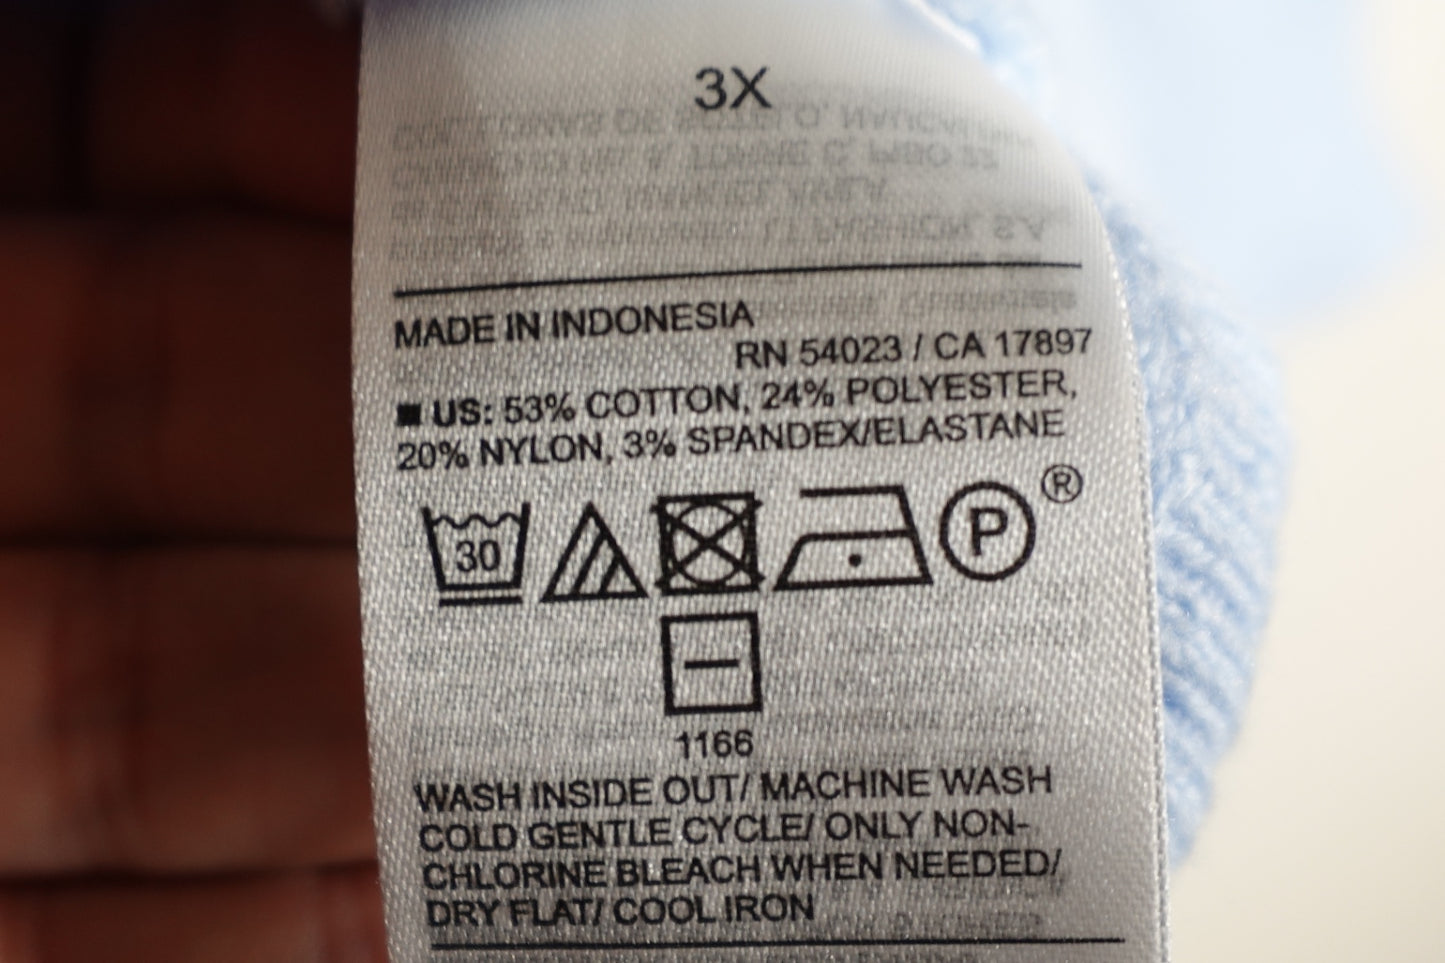 3X
MADE IN INDONESIA
RN 54023 / CA 17897
■ US: 53% COTTON, 24% POLYESTER,
20% NYLON, 3% SPANDEX/ELASTANE
30
P
®
1166
WASH INSIDE OUT/ MACHINE WASH
COLD GENTLE CYCLE/ ONLY NON-
CHLORINE BLEACH WHEN NEEDED/
DRY FLAT/ COOL IRON